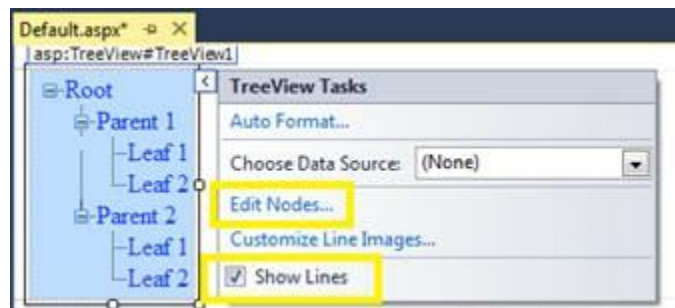 Default.aspx*
asp:TreeView#TreeView1
Root
Parent 1
Leaf 1
Leaf 2
Parent 2
Leaf 1
Leaf 2
TreeView Tasks
Auto Format...
Choose Data Source: (None)
Edit Nodes...
Customize Line Images...
Show Lines